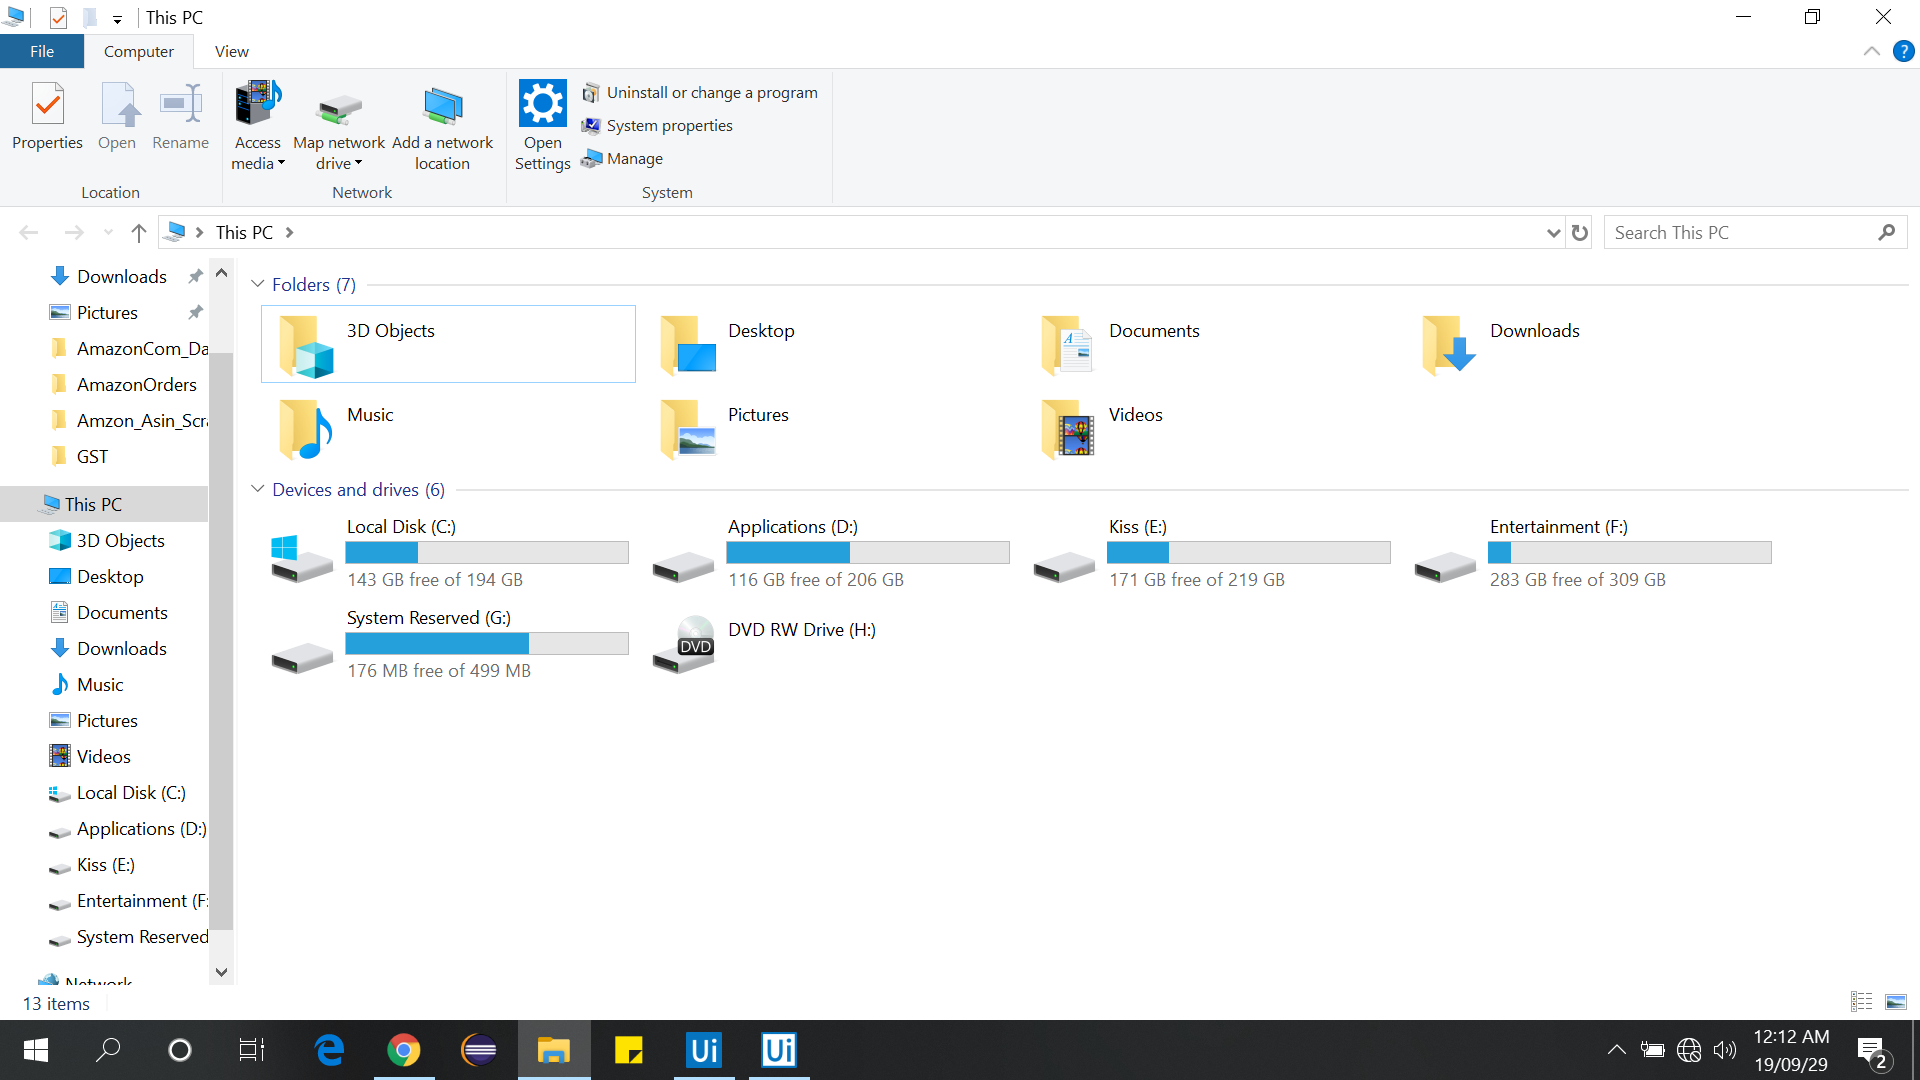 This PC
File Computer View
Properties Open Rename Access media Map network drive Add a network location Open Settings
Uninstall or change a program
System properties
Manage
Location Network System
This PC
Search This PC
Downloads
Pictures
AmazonCom_Da
AmazonOrders
Amzon_Asin_Scra
GST
This PC
3D Objects
Desktop
Documents
Downloads
Music
Pictures
Videos
Local Disk (C:)
Applications (D:)
Kiss (E:)
Entertainment (F:
System Reserved
Network
Folders (7)
3D Objects Desktop Documents Downloads
Music Pictures Videos
Devices and drives (6)
Local Disk (C:) Applications (D:) Kiss (E:) Entertainment (F:)
143 GB free of 194 GB 116 GB free of 206 GB 171 GB free of 219 GB 283 GB free of 309 GB
System Reserved (G:) DVD RW Drive (H:)
DVD
176 MB free of 499 MB
13 items
Ui Ui
12:12 AM
19/09/29
2